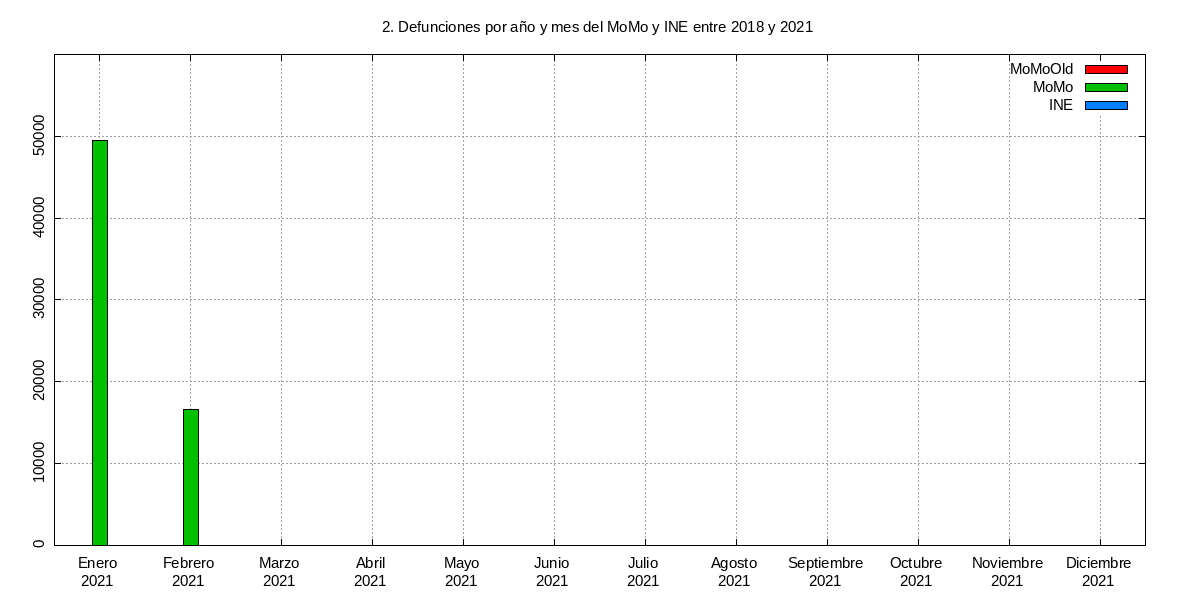 2. Defunciones por año y mes del MoMo y INE entre 2018 y 2021
MoMoOld
MoMo
INE
50000
40000
30000
20000
10000
0
Enero Febrero Marzo Abril Mayo Junio Julio Agosto Septiembre Octubre Noviembre Diciembre
2021 2021 2021 2021 2021 2021 2021 2021 2021 2021 2021 2021